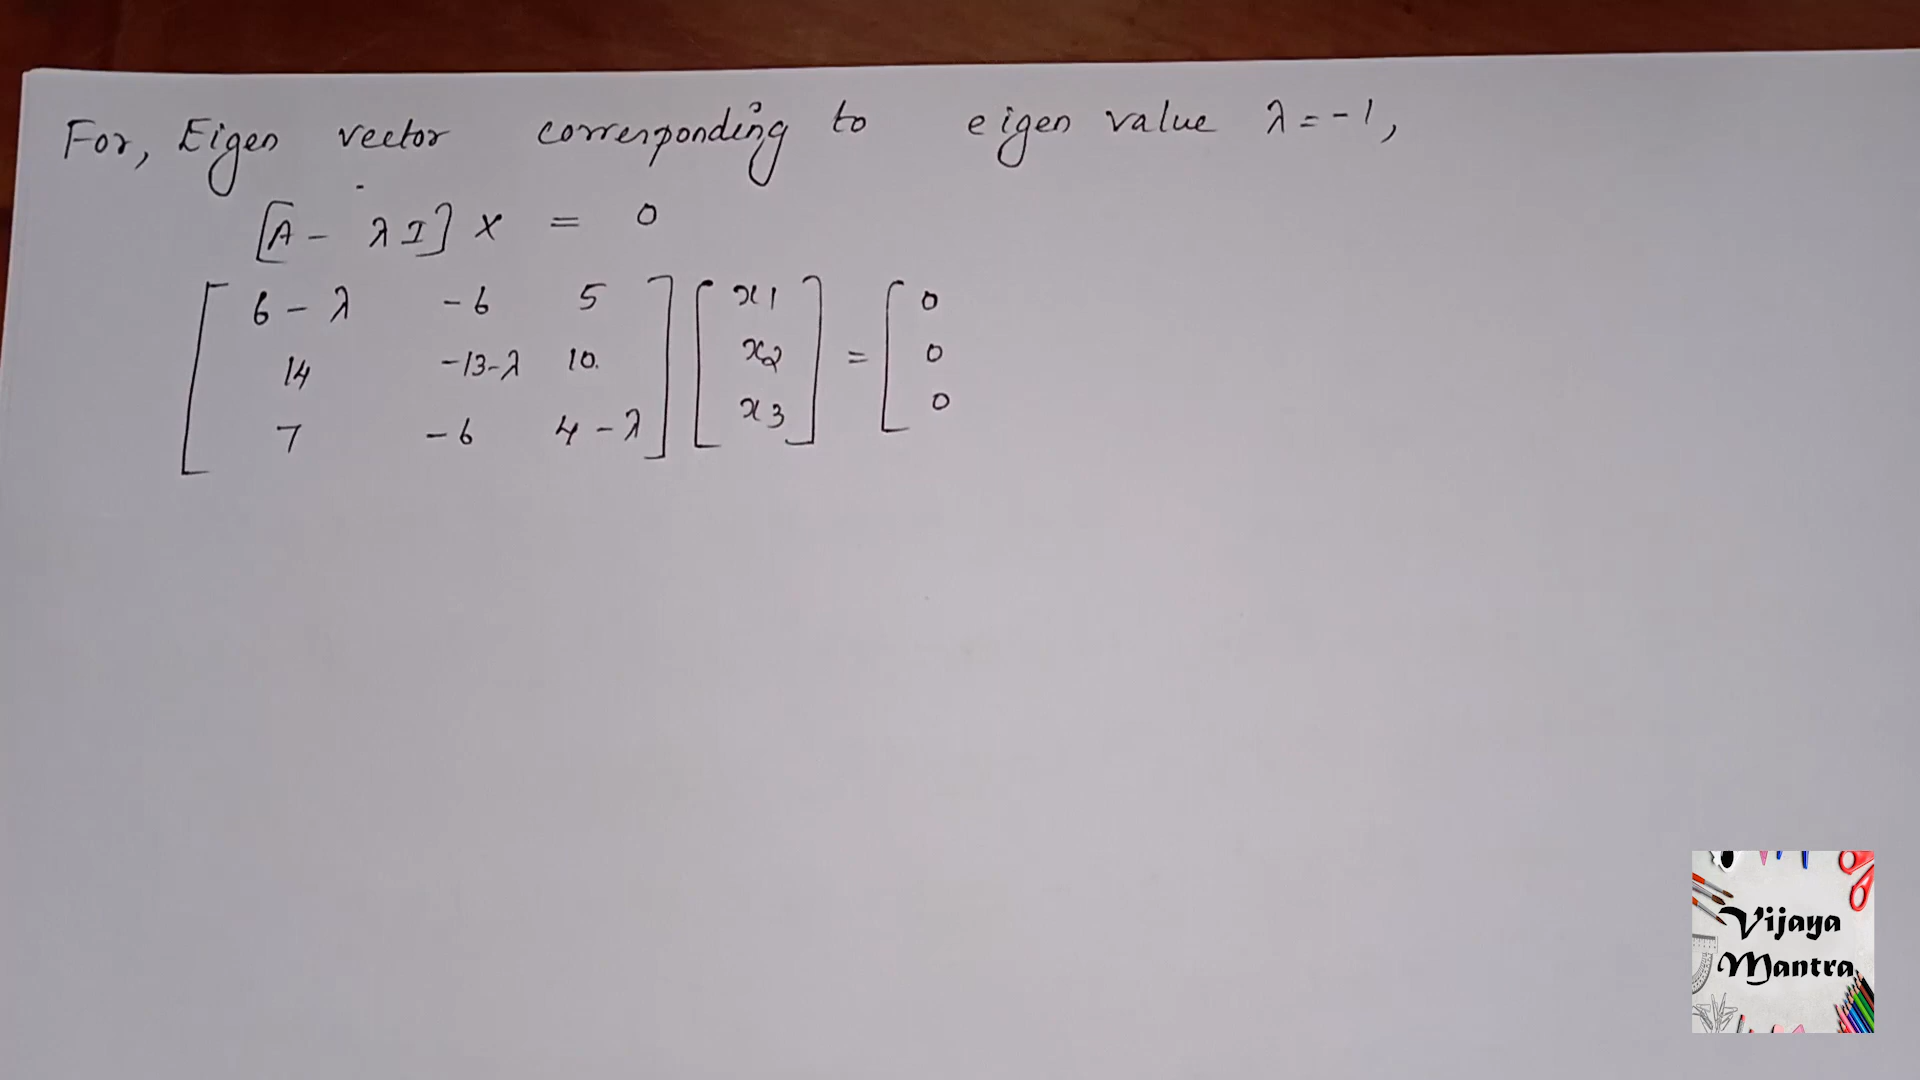 For, Eigen vector corresponding to eigen value λ = -1,
[A - λI] X = 0
[6 - λ -6 5] [x1] = [0]
[14 -13-λ 10.] [x2] [0]
[7 -6 4 - λ] [x3] [0]
Vijaya
Mantra